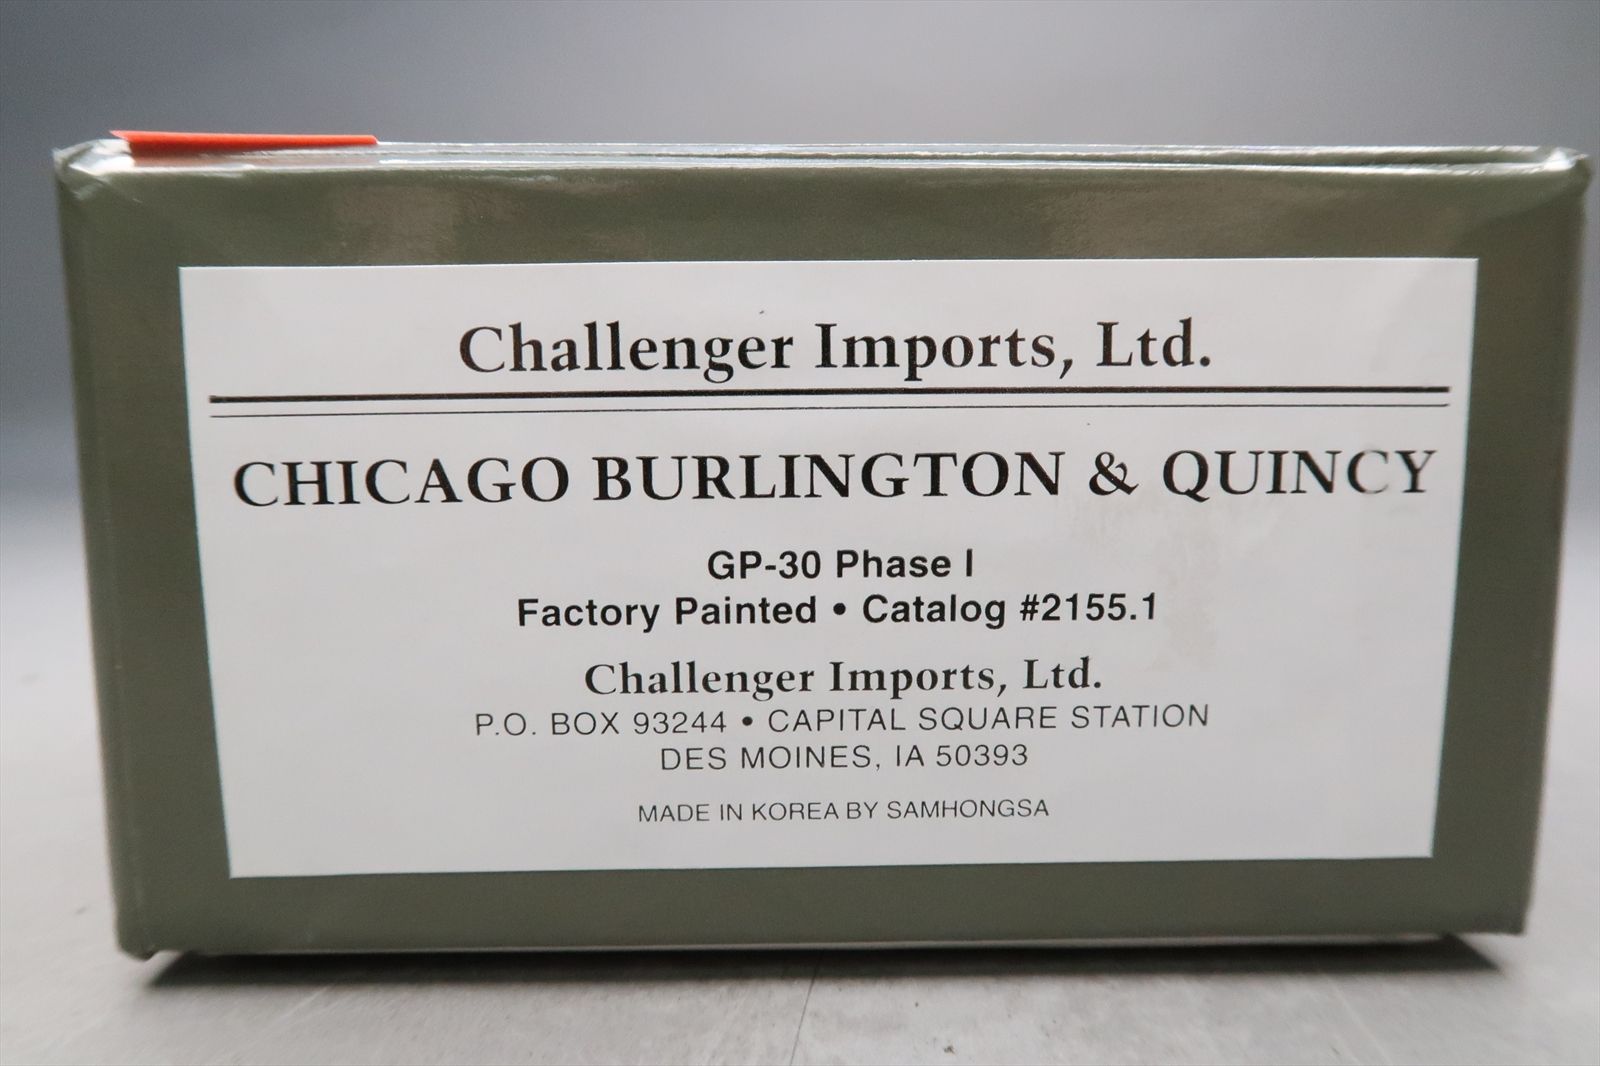 Challenger Imports, Ltd.
CHICAGO BURLINGTON & QUINCY
GP-30 Phase I
Factory Painted • Catalog #2155.1
Challenger Imports, Ltd.
P.O. BOX 93244 • CAPITAL SQUARE STATION
DES MOINES, IA 50393
MADE IN KOREA BY SAMHONGSA